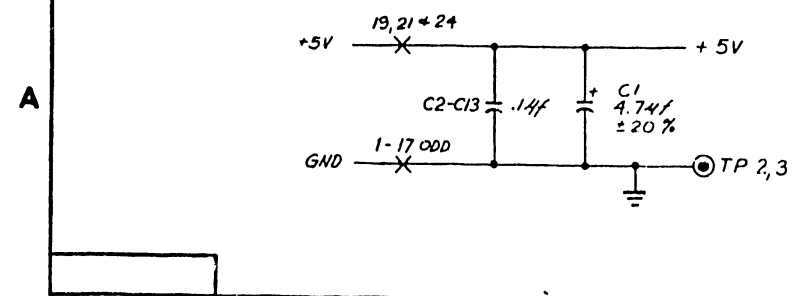 19, 21 & 24
+5V
+ 5V
A
C2-C13
.1µf
+
C1
4.7µf
±20%
1-17 ODD
GND
TP 2,3